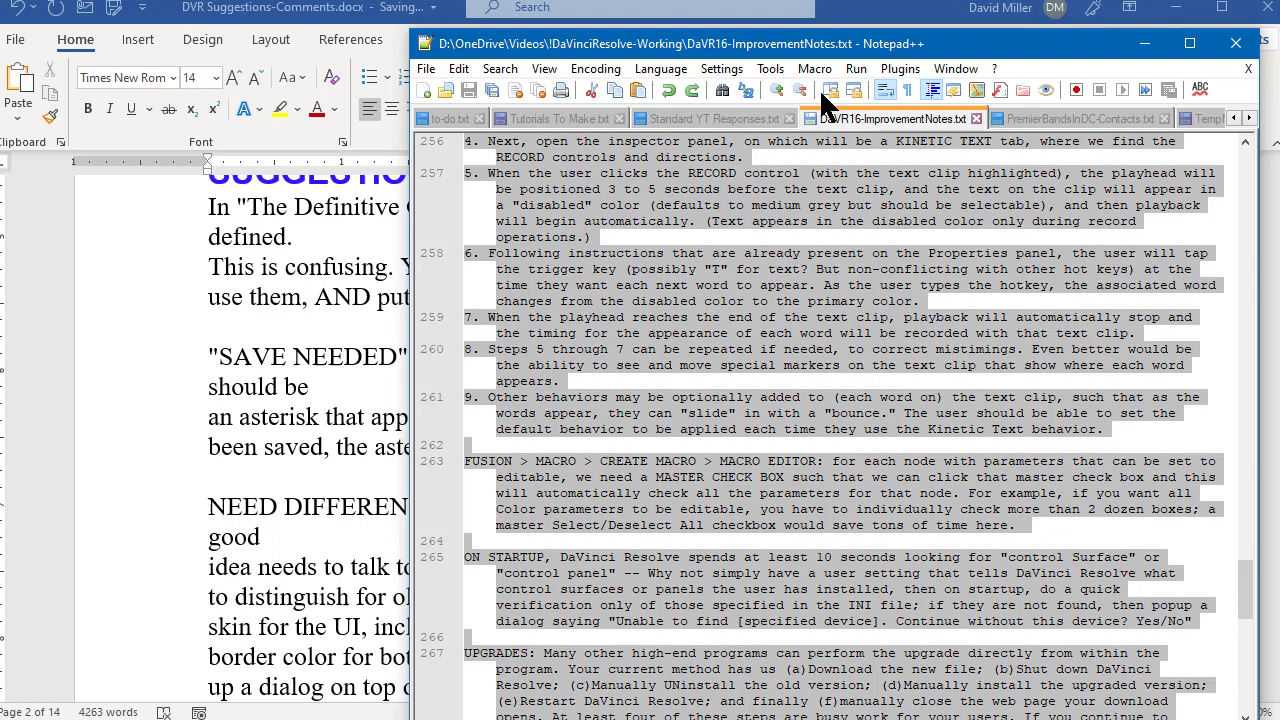 DVR Suggestions-Comments.docx - Saving...
Search
David Miller
DM
File
Home
Insert
Design
Layout
References
D:\OneDrive\Videos\!DaVinciResolve-Working\DaVR16-ImprovementNotes.txt - Notepad++
File Edit Search View Encoding Language Settings Tools Macro Run Plugins Window ? X
Paste
Times New Rom
14
Aa
ABC
to-do.txt
Tutorials To Make.txt
Standard YT Responses.txt
DaVR16-ImprovementNotes.txt
PremierBandsInDC-Contacts.txt
Clipboard
Font
SUGGESTIO
In "The Definitive
defined.
This is confusing. Y
use them, AND put
"SAVE NEEDED"
should be
an asterisk that app
been saved, the aste
NEED DIFFEREN
good
idea needs to talk to
to distinguish for ol
skin for the UI, incl
border color for bot
up a dialog on top o
256 4. Next, open the inspector panel, on which will be a KINETIC TEXT tab, where we find the
RECORD controls and directions.
257 5. When the user clicks the RECORD control (with the text clip highlighted), the playhead will
be positioned 3 to 5 seconds before the text clip, and the text on the clip will appear in
a "disabled" color (defaults to medium grey but should be selectable), and then playback
will begin automatically. (Text appears in the disabled color only during record
operations.)
258 6. Following instructions that are already present on the Properties panel, the user will tap
the trigger key (possibly "T" for text? But non-conflicting with other hot keys) at the
time they want each next word to appear. As the user types the hotkey, the associated word
changes from the disabled color to the primary color.
259 7. When the playhead reaches the end of the text clip, playback will automatically stop and
the timing for the appearance of each word will be recorded with that text clip.
260 8. Steps 5 through 7 can be repeated if needed, to correct mistimings. Even better would be
the ability to see and move special markers on the text clip that show where each word
appears.
261 9. Other behaviors may be optionally added to (each word on) the text clip, such that as the
words appear, they can "slide" in with a "bounce." The user should be able to set the
default behavior to be applied each time they use the Kinetic Text behavior.
262
263 FUSION > MACRO > CREATE MACRO > MACRO EDITOR: for each node with parameters that can be set to
editable, we need a MASTER CHECK BOX such that we can click that master check box and this
will automatically check all the parameters for that node. For example, if you want all
Color parameters to be editable, you have to individually check more than 2 dozen boxes; a
master Select/Deselect All checkbox would save tons of time here.
264
265 ON STARTUP, DaVinci Resolve spends at least 10 seconds looking for "control Surface" or
"control panel" -- Why not simply have a user setting that tells DaVinci Resolve what
control surfaces or panels the user has installed, then on startup, do a quick
verification only of those specified in the INI file; if they are not found, then popup a
dialog saying "Unable to find [specified device]. Continue without this device? Yes/No"
266
267 UPGRADES: Many other high-end programs can perform the upgrade directly from within the
program. Your current method has us (a)Download the new file; (b)Shut down DaVinci
Resolve; (c)Manually UNinstall the old version; (d)Manually install the upgraded version;
(e)Restart DaVinci Resolve; and finally (f)manually close the web page your download
opens. At least four of these steps are busy work for your users. If you continue to
Page 2 of 14
4263 words